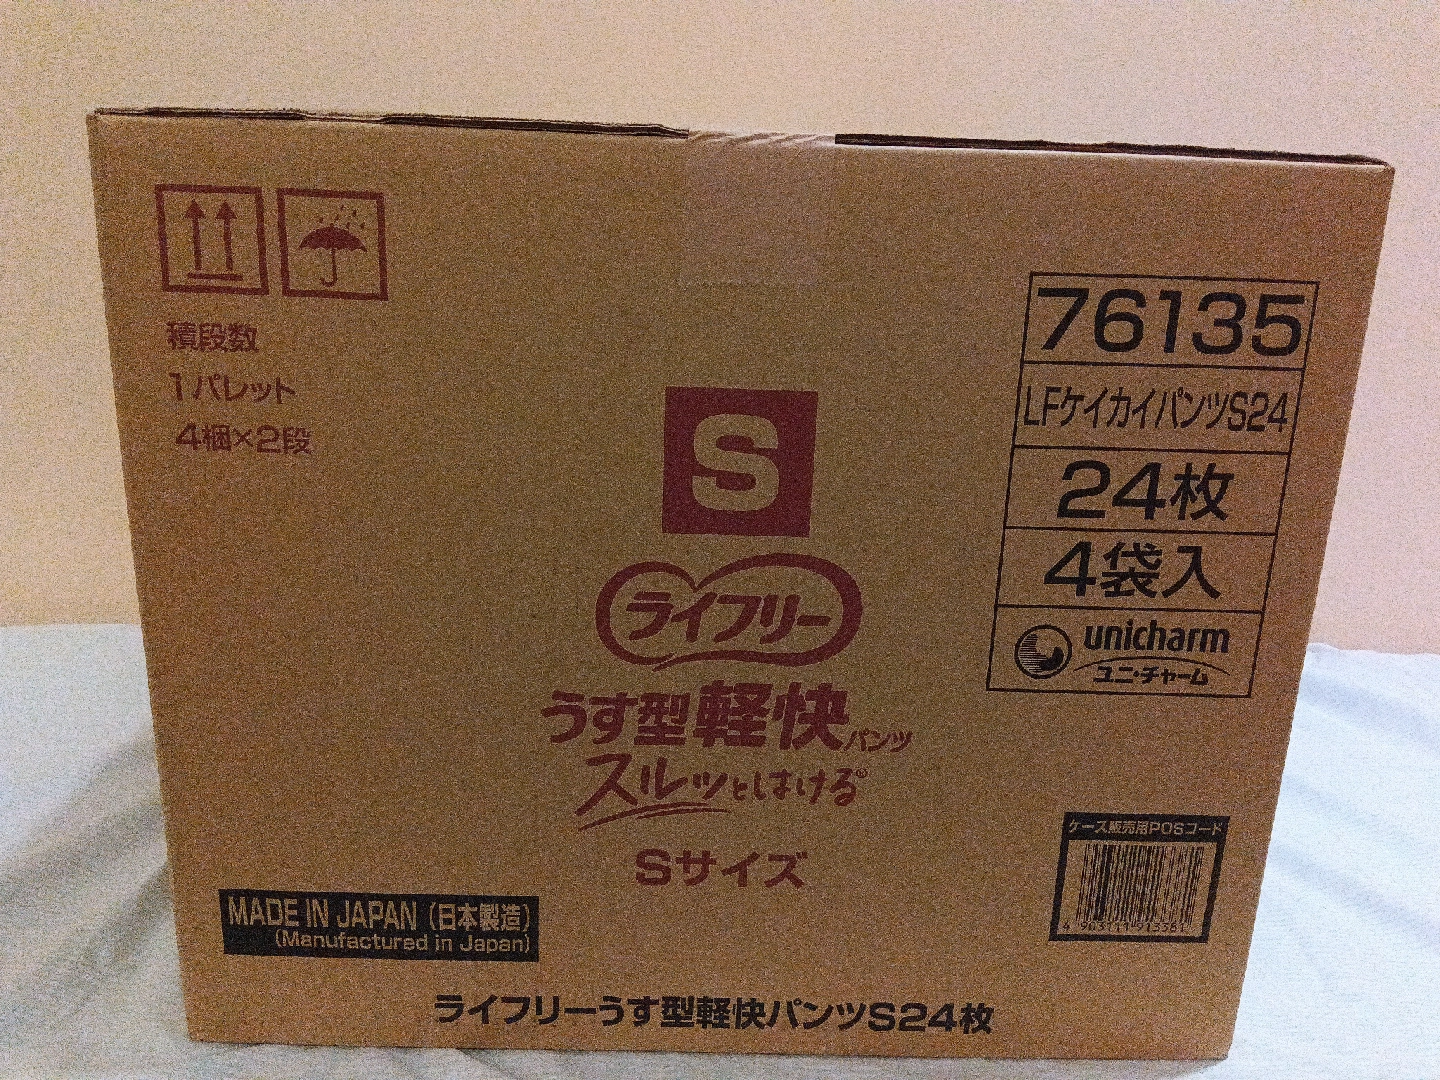 積段数
1パレット
4梱×2段
S
ライフリー
うす型軽快パンツ
スルッとはける®
Sサイズ
76135
LFケイカイパンツS24
24枚
4袋入
unicharm
ユニ・チャーム
ケース販売用POSコード
MADE IN JAPAN (日本製造)
(Manufactured in Japan)
ライフリーうす型軽快パンツS24枚